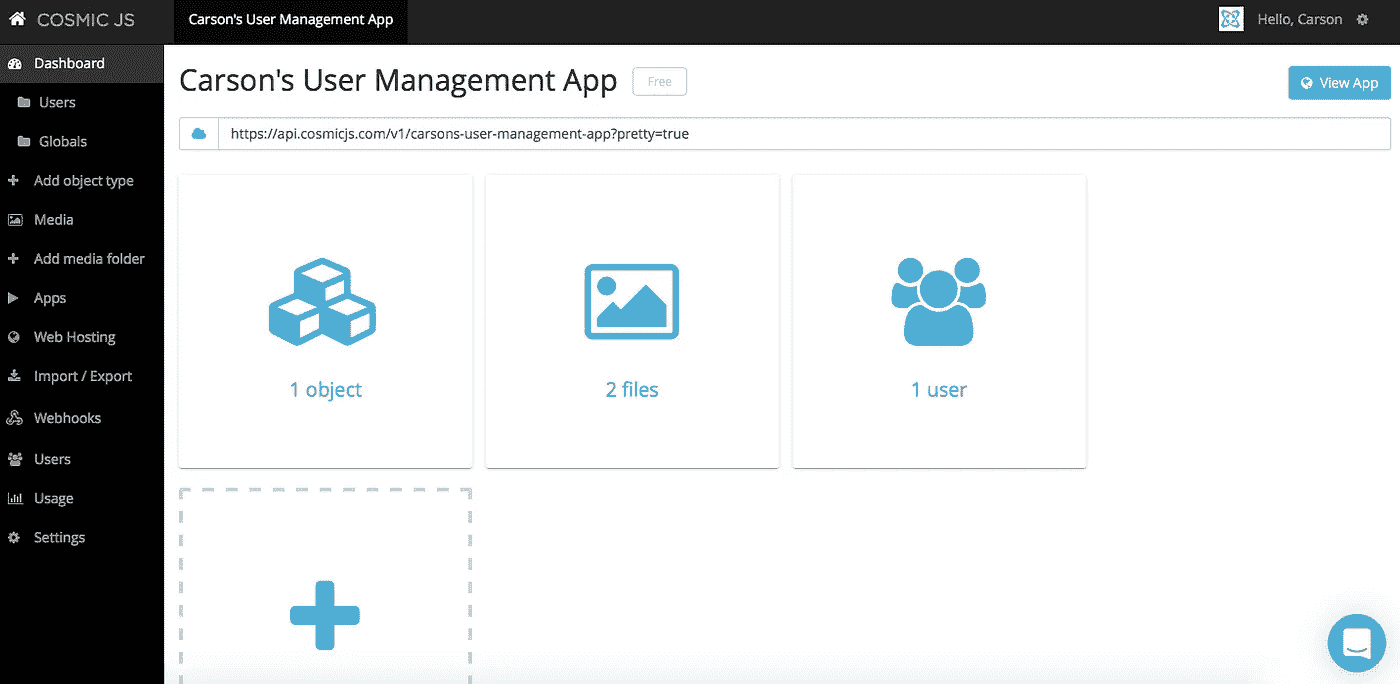 COSMIC JS
Carson's User Management App
Hello, Carson
Dashboard
Users
Globals
Add object type
Media
Add media folder
Apps
Web Hosting
Import / Export
Webhooks
Users
Usage
Settings
Carson's User Management App
Free
View App
https://api.cosmicjs.com/v1/carsons-user-management-app?pretty=true
1 object
2 files
1 user